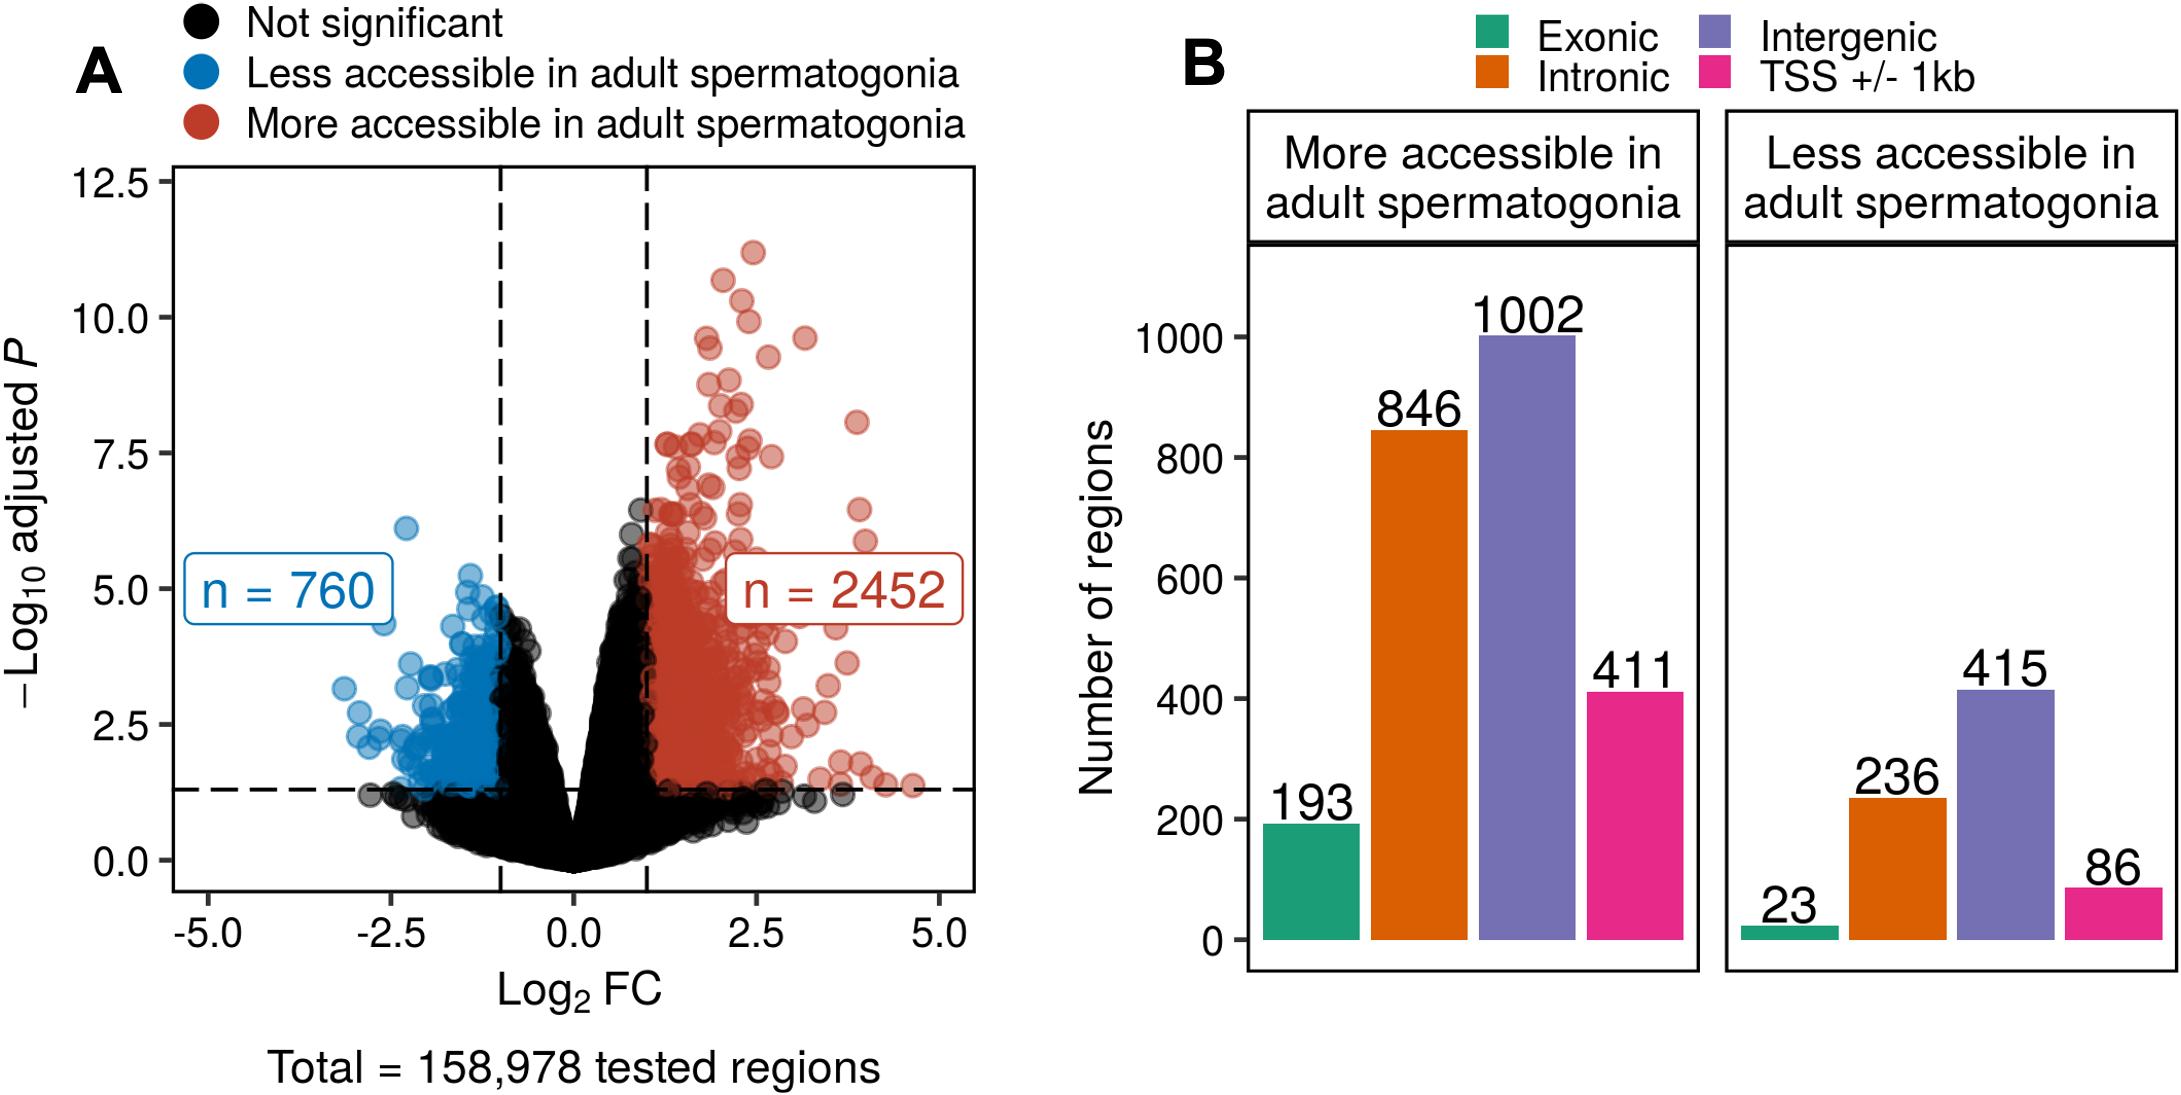 A
Not significant
Less accessible in adult spermatogonia
More accessible in adult spermatogonia
−Log10 adjusted P
12.5
10.0
7.5
5.0
2.5
0.0
n = 760
n = 2452
-5.0 -2.5 0.0 2.5 5.0
Log2 FC
Total = 158,978 tested regions
B
Exonic Intergenic
Intronic TSS +/- 1kb
More accessible in
adult spermatogonia
Less accessible in
adult spermatogonia
Number of regions
1000
800
600
400
200
0
193
846
1002
411
23
236
415
86